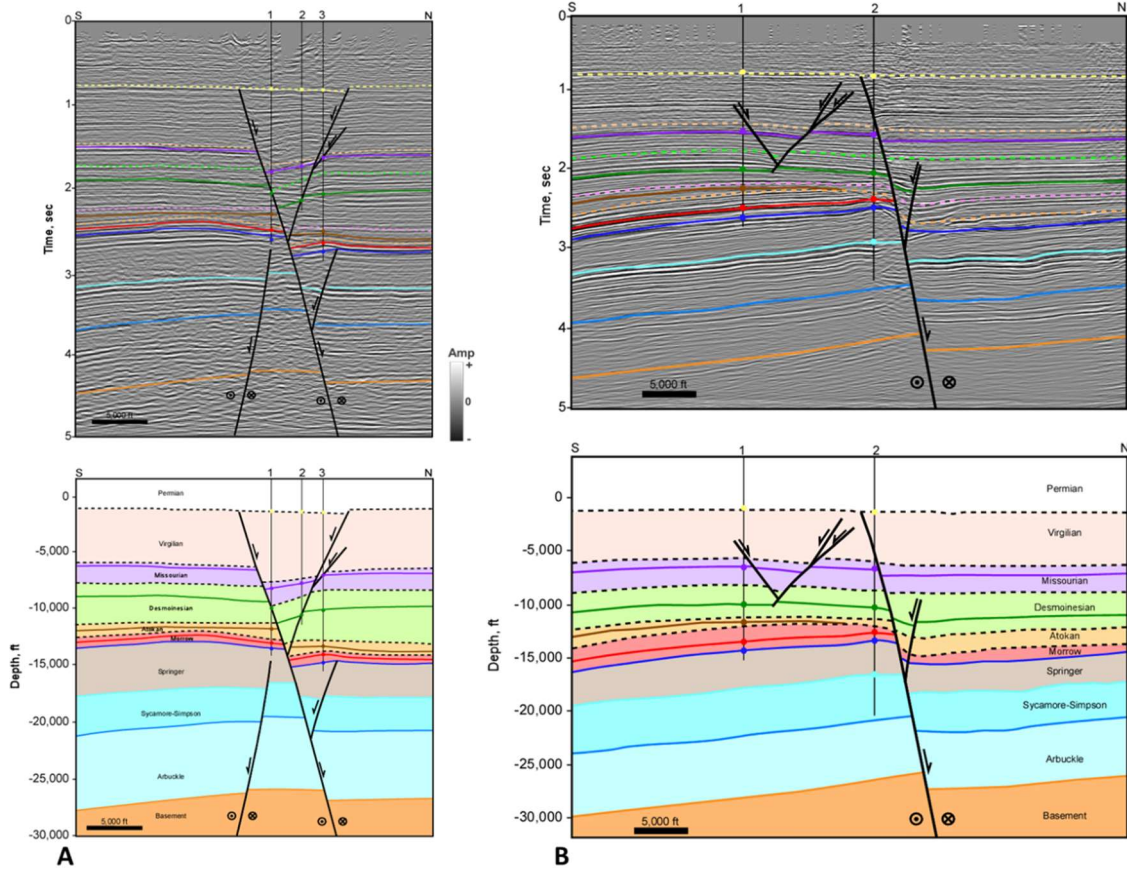 S
1
2
3
N
0
1
2
3
4
5
Time, sec
5,000 ft
Amp
+
0
-
S
1
2
N
0
1
2
3
4
5
Time, sec
5,000 ft
S
1
2
3
N
0
-5,000
-10,000
-15,000
-20,000
-25,000
-30,000
Depth, ft
Permian
Virgilian
Missourian
Desmoinesian
Atokan
Morrow
Springer
Sycamore-Simpson
Arbuckle
Basement
5,000 ft
A
S
1
2
N
0
-5,000
-10,000
-15,000
-20,000
-25,000
-30,000
Depth, ft
Permian
Virgilian
Missourian
Desmoinesian
Atokan
Morrow
Springer
Sycamore-Simpson
Arbuckle
Basement
5,000 ft
B